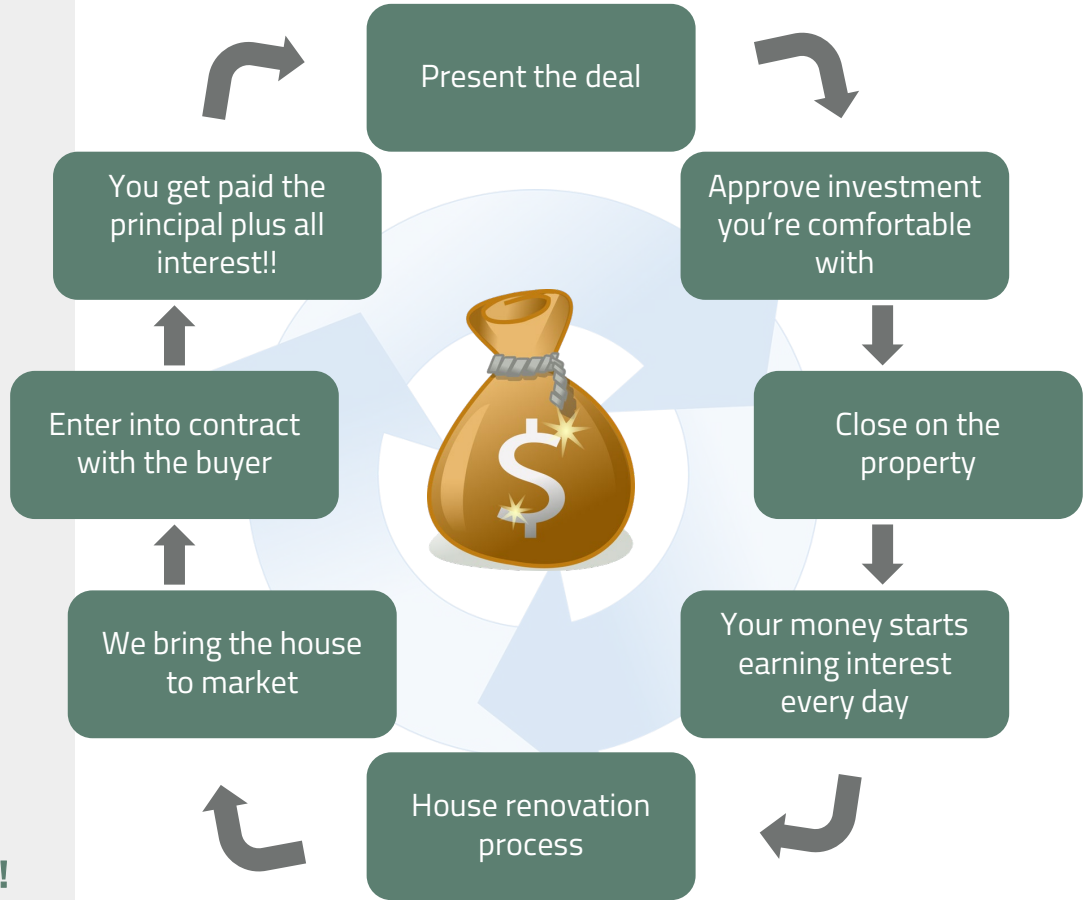 Present the deal
You get paid the
principal plus all
interest!!
Approve investment
you're comfortable
with
Enter into contract
with the buyer
Close on the
property
We bring the house
to market
Your money starts
earning interest
every day
House renovation
process
!
$